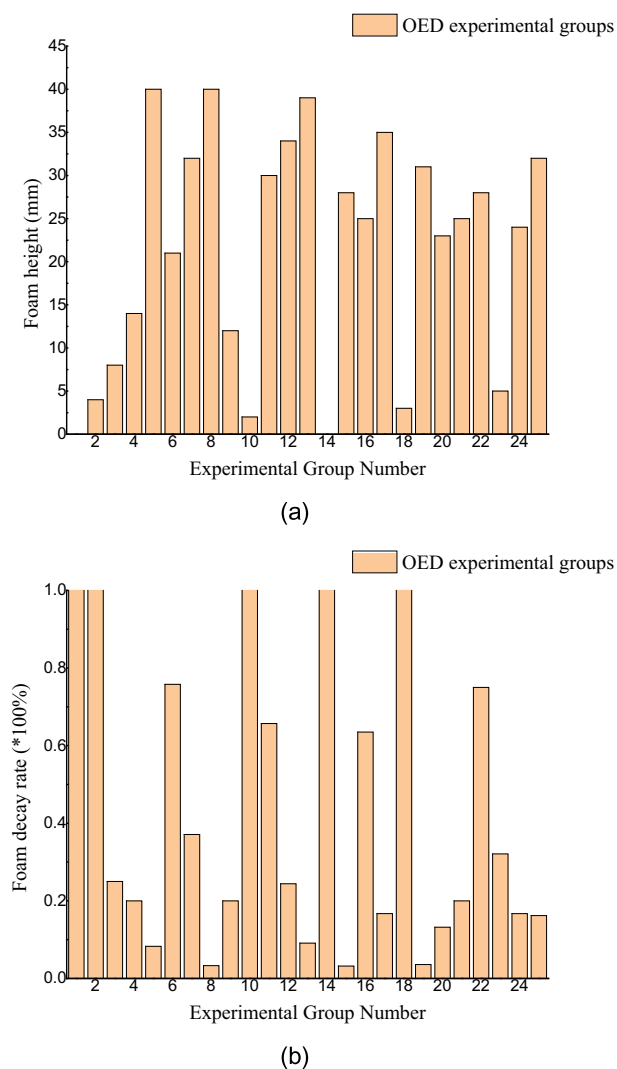 OED experimental groups
45
40
35
30
25
20
15
10
5
0
Foam height (mm)
2 4 6 8 10 12 14 16 18 20 22 24
Experimental Group Number
(a)
OED experimental groups
1.0
0.8
0.6
0.4
0.2
0.0
Foam decay rate (*100%)
2 4 6 8 10 12 14 16 18 20 22 24
Experimental Group Number
(b)